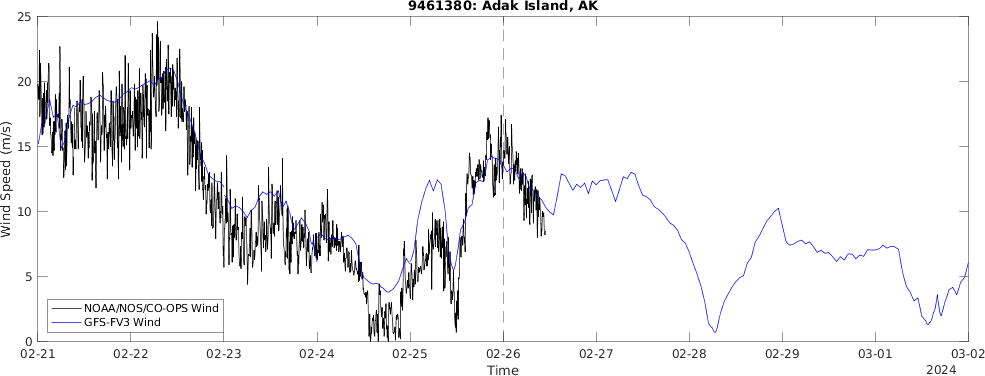 9461380: Adak Island, AK
25
20
15
10
5
0
Wind Speed (m/s)
NOAA/NOS/CO-OPS Wind
GFS-FV3 Wind
02-21 02-22 02-23 02-24 02-25 02-26 02-27 02-28 02-29 03-01 03-02
Time
2024